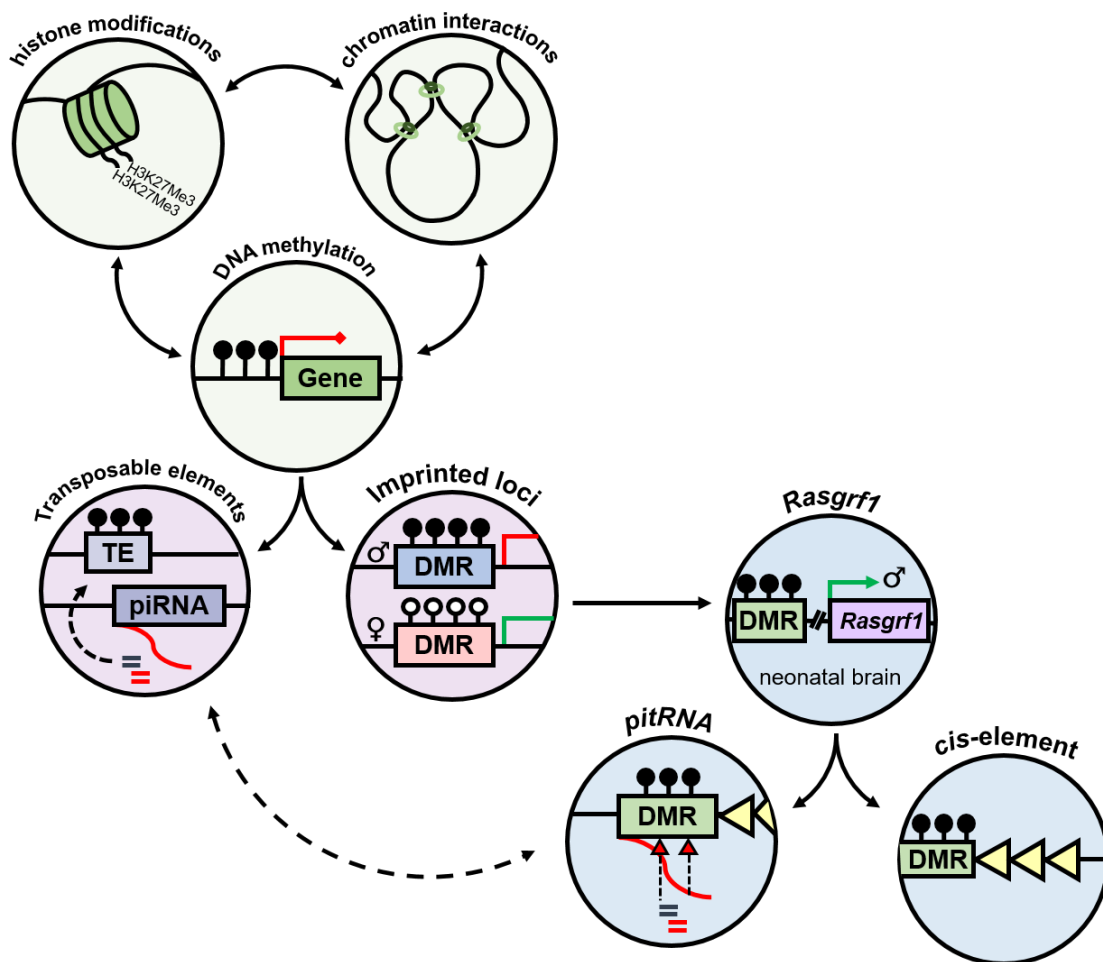 histone modifications
chromatin interactions
H3K27Me3
H3K27Me3
DNA methylation
Gene
Transposable elements
TE
piRNA
Imprinted loci
♂
DMR
♀
DMR
Rasgrf1
♂
DMR
Rasgrf1
neonatal brain
pitRNA
DMR
cis-element
DMR